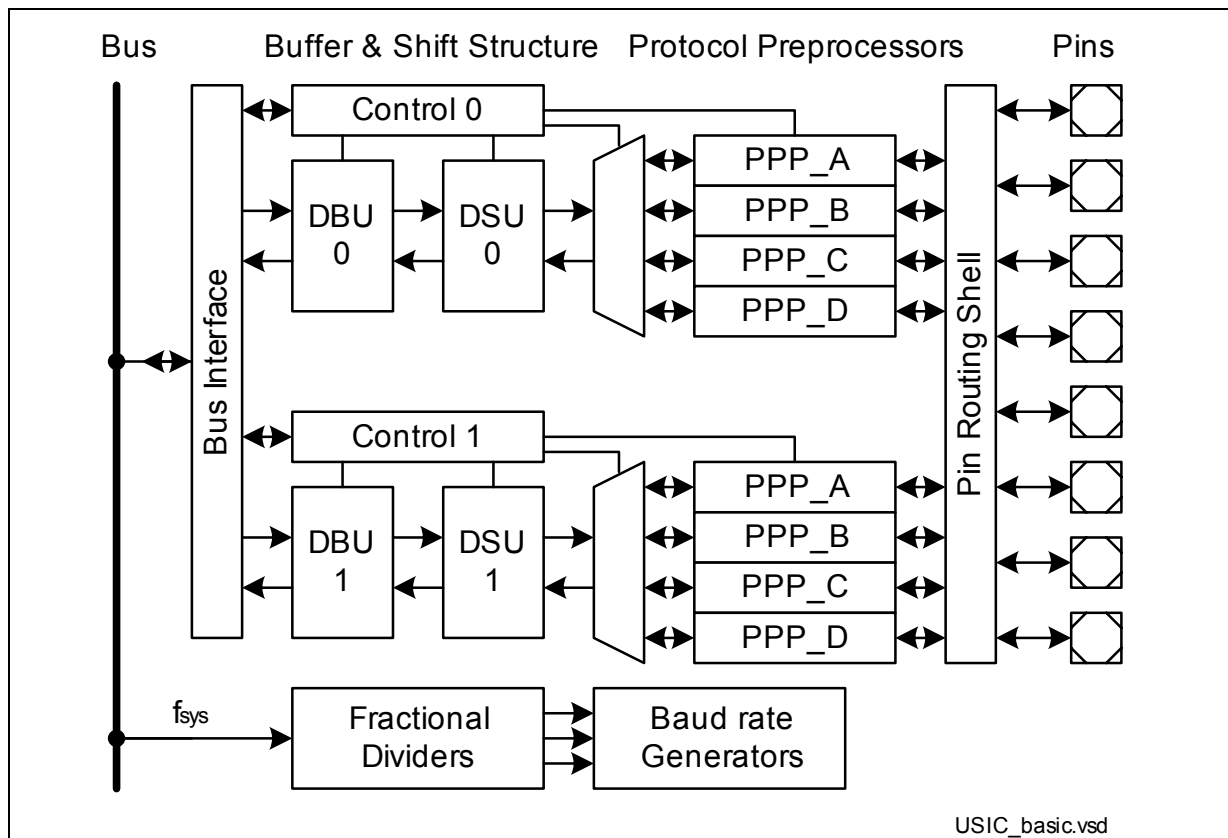 Bus
Buffer & Shift Structure
Protocol Preprocessors
Pins
Control 0
DBU
0
DSU
0
PPP_A
PPP_B
PPP_C
PPP_D
Bus Interface
Pin Routing Shell
Control 1
DBU
1
DSU
1
PPP_A
PPP_B
PPP_C
PPP_D
fsys
Fractional
Dividers
Baud rate
Generators
USIC_basic.vsd